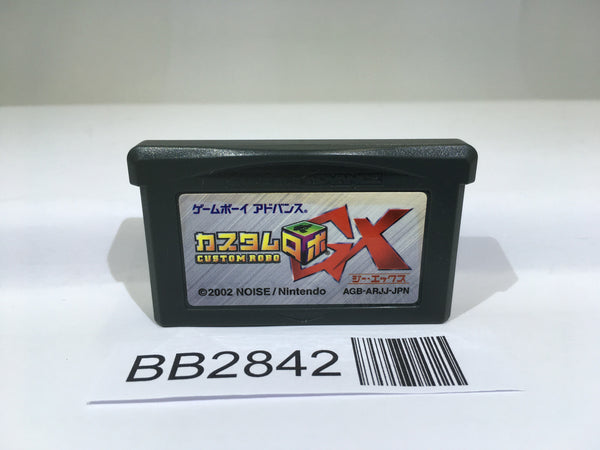 ゲームボーイ アドバンス®
カスタムロボ GX
CUSTOM ROBO
ジー・エックス
©2002 NOISE/Nintendo
AGB-ARJJ-JPN
BB2842